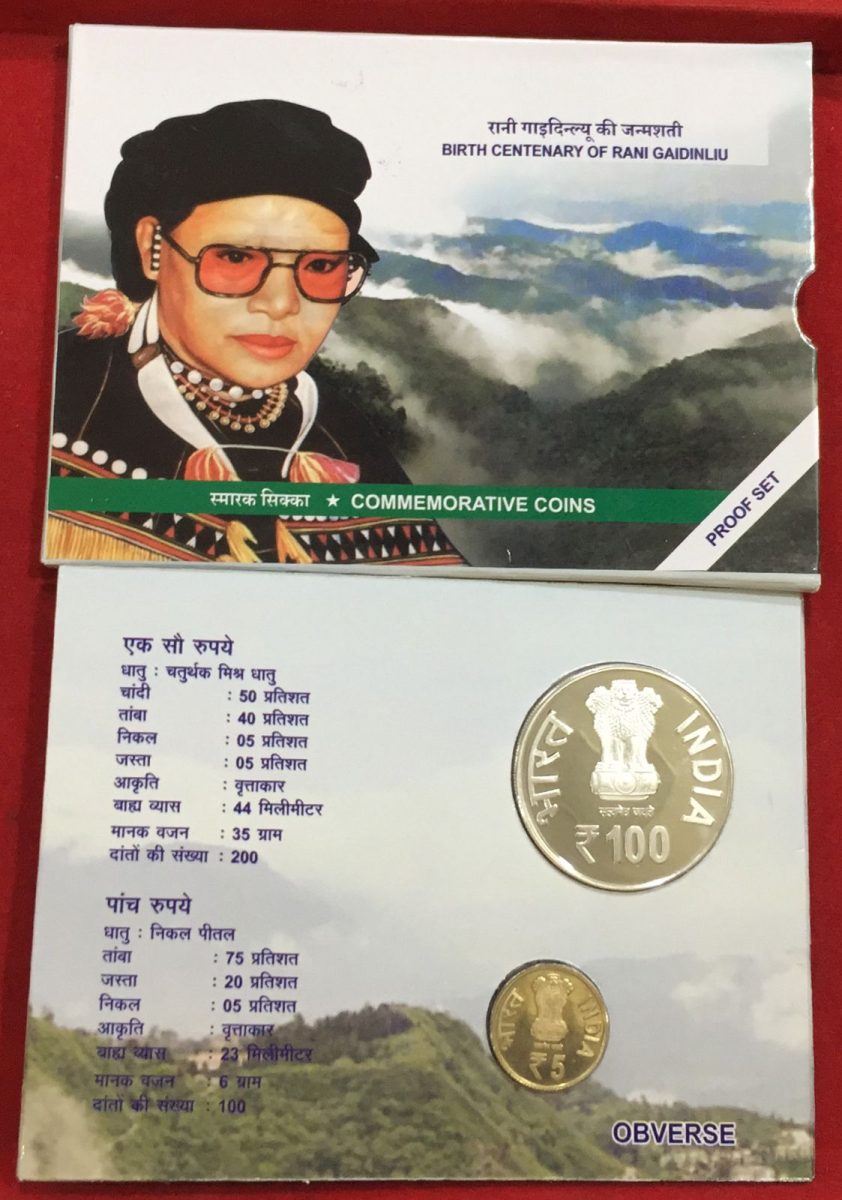 रानी गाइदिन्ल्यू की जन्मशती
BIRTH CENTENARY OF RANI GAIDINLIU
स्मारक सिक्का ★ COMMEMORATIVE COINS
PROOF SET
एक सौ रुपये
धातु : चतुर्थक मिश्र धातु
चांदी : 50 प्रतिशत
तांबा : 40 प्रतिशत
निकल : 05 प्रतिशत
जस्ता : 05 प्रतिशत
आकृति : वृत्ताकार
बाह्य व्यास : 44 मिलीमीटर
मानक वजन : 35 ग्राम
दांतों की संख्या : 200
भारत
INDIA
सत्यमेव जयते
₹ 100
पांच रुपये
धातु : निकल पीतल
तांबा : 75 प्रतिशत
जस्ता : 20 प्रतिशत
निकल : 05 प्रतिशत
आकृति : वृत्ताकार
बाह्य व्यास : 23 मिलीमीटर
मानक वजन : 6 ग्राम
दांतों की संख्या : 100
भारत
INDIA
₹ 5
OBVERSE